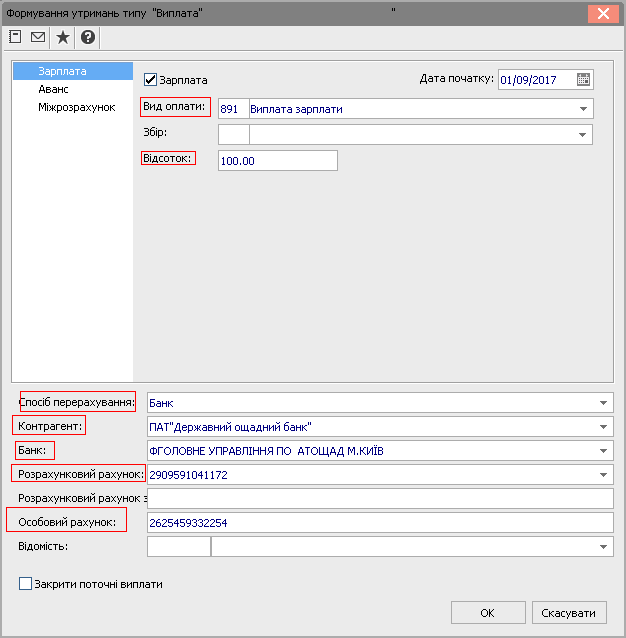 Формування утримань типу "Виплата" "
Зарплата
Аванс
Міжрозрахунок
Зарплата
Дата початку: 01/09/2017
Вид оплати: 891 Виплата зарплати
Збір:
Відсоток: 100.00
Спосіб перерахування: Банк
Контрагент: ПАТ"Державний ощадний банк"
Банк: ФГОЛОВНЕ УПРАВЛІННЯ ПО АТОЩАД М.КИЇВ
Розрахунковий рахунок: 2909591041172
Розрахунковий рахунок з
Особовий рахунок: 2625459332254
Відомість:
Закрити поточні виплати
OK Скасувати